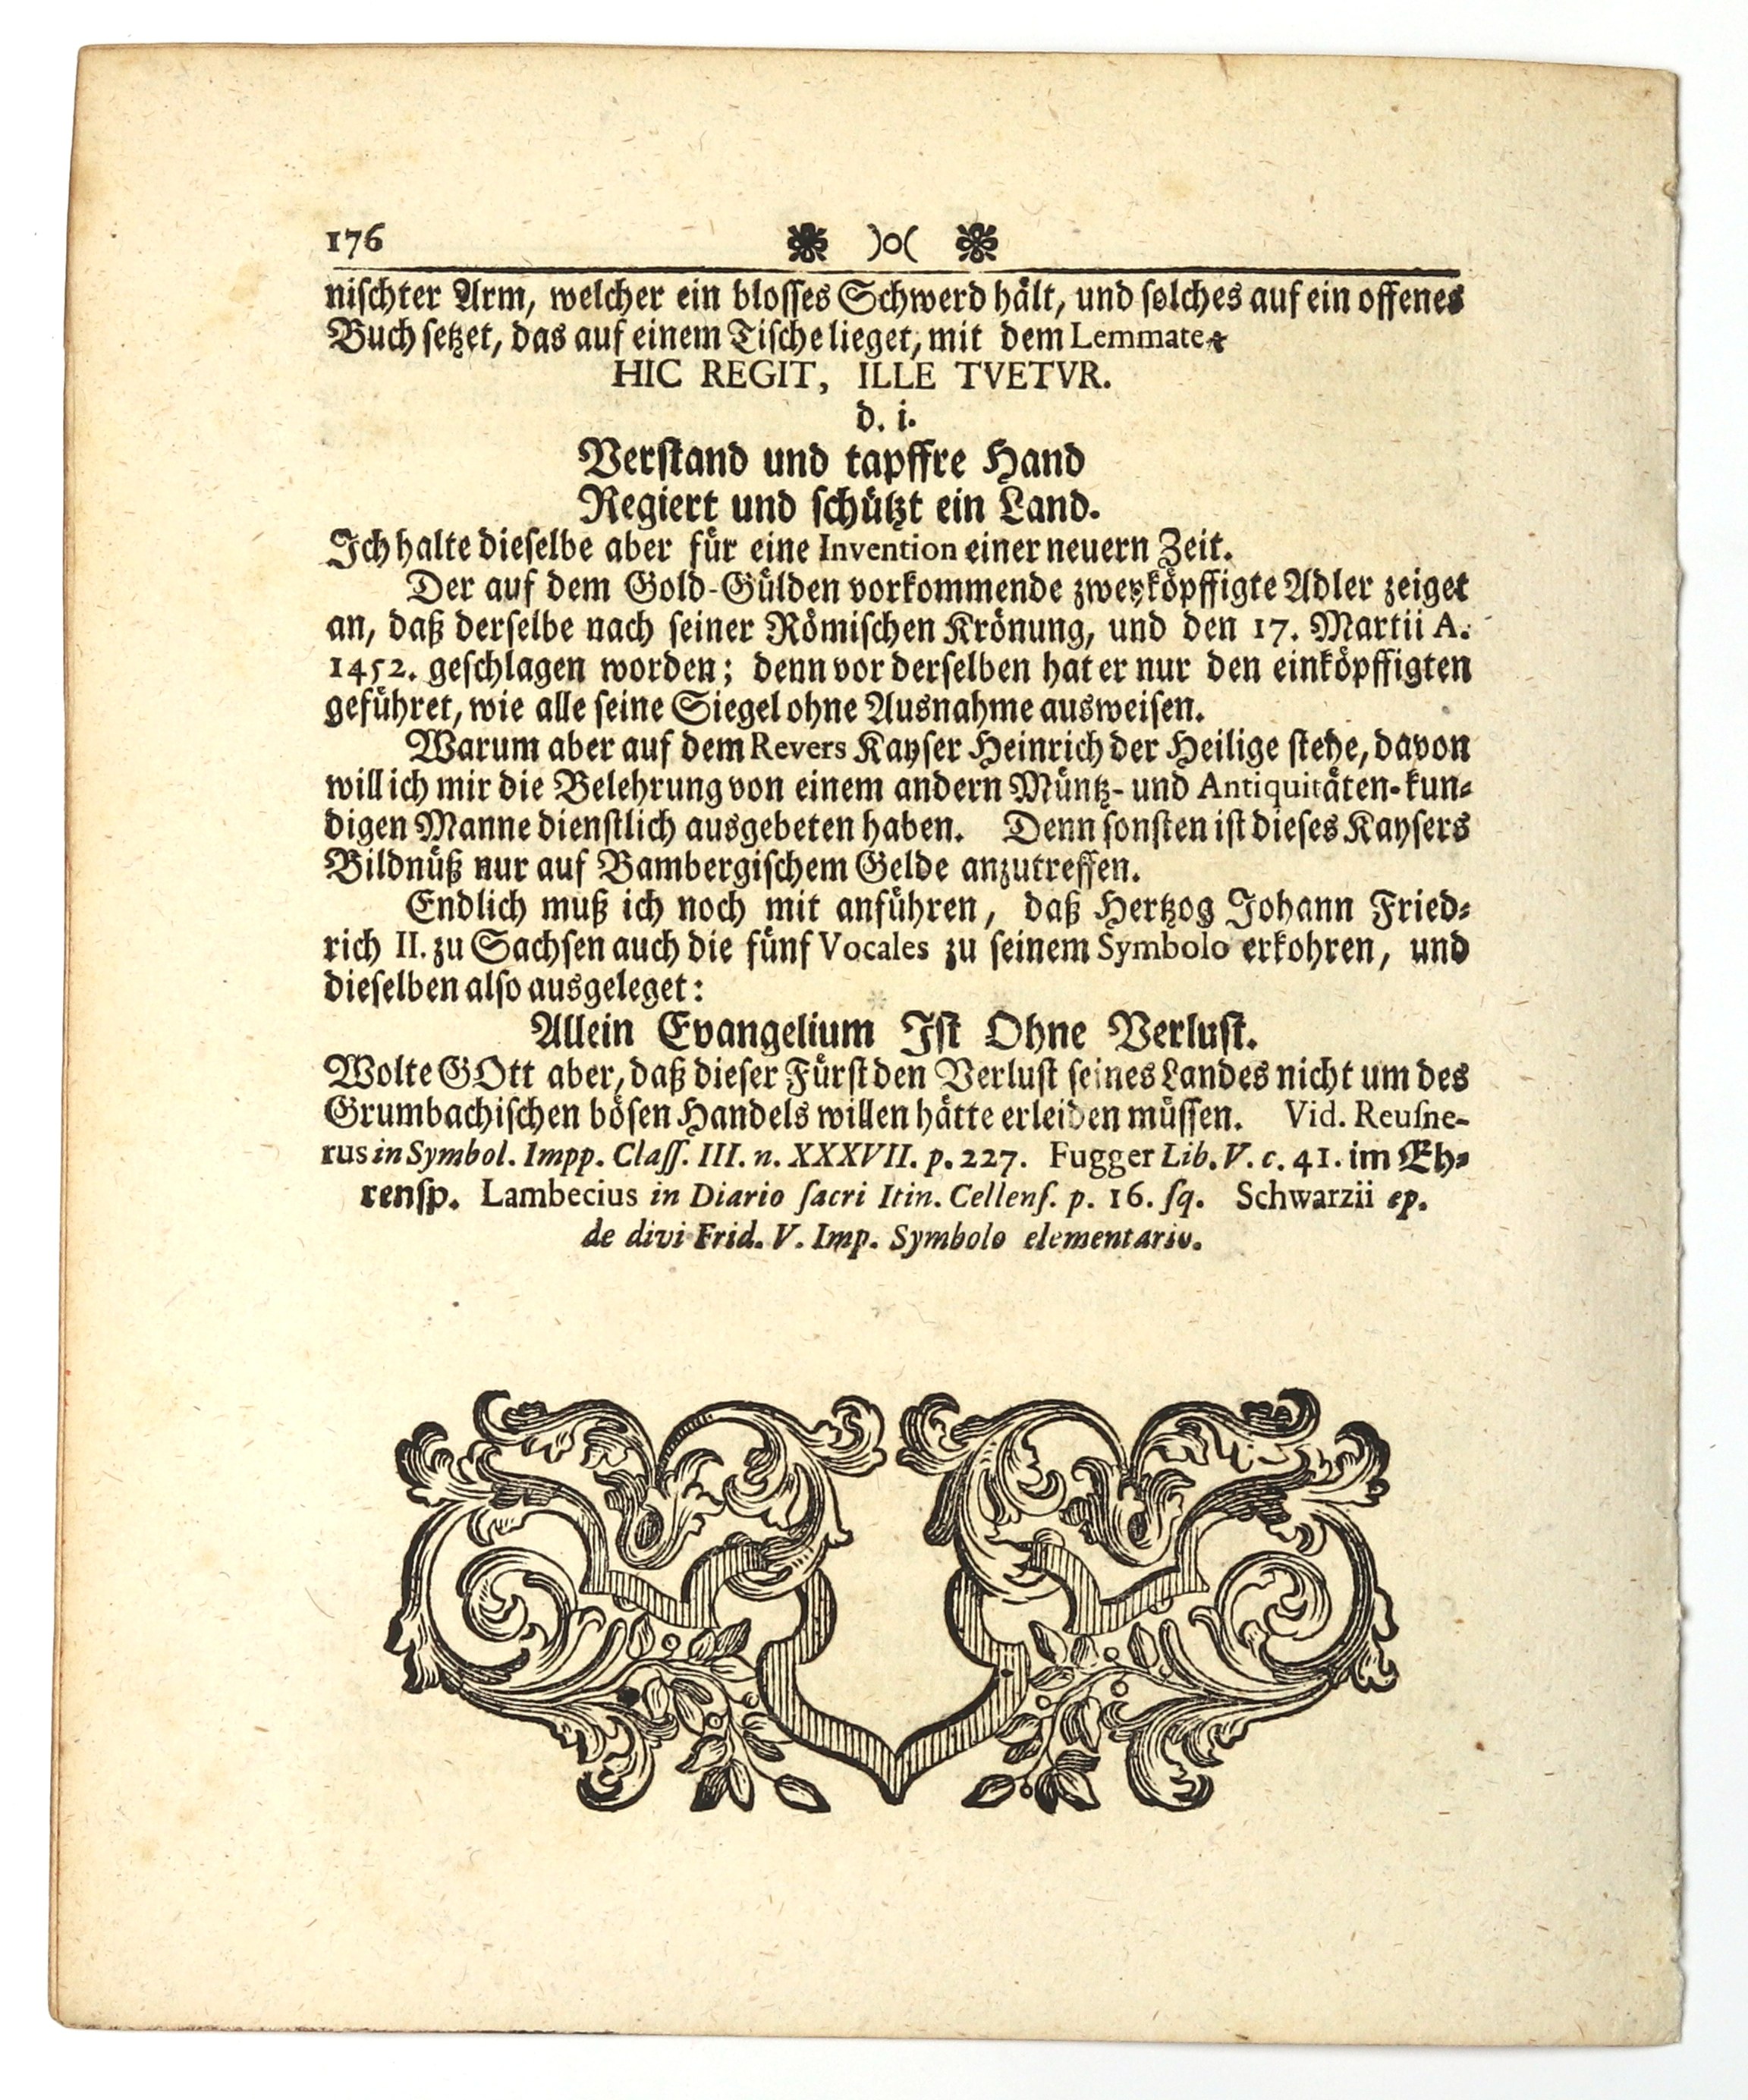 176 )o(
nischter Arm, welcher ein blosses Schwerd hält, und solches auf ein offenes
Buch setzet, das auf einem Tische lieget, mit dem Lemmate:
HIC REGIT, ILLE TVETVR.
d. i.
Verstand und tapffre Hand
Regiert und schützt ein Land.
Ich halte dieselbe aber für eine Invention einer neuern Zeit.
Der auf dem Gold-Gülden vorkommende zweyköpffigte Adler zeiget
an, daß derselbe nach seiner Römischen Krönung, und den 17. Martii A.
1452. geschlagen worden; denn vor derselben hat er nur den einköpffigten
geführet, wie alle seine Siegel ohne Ausnahme ausweisen.
Warum aber auf dem Revers Kayser Heinrich der Heilige stehe, davon
will ich mir die Belehrung von einem andern Müntz- und Antiquitäten-kun-
digen Manne dienstlich ausgebeten haben. Denn sonsten ist dieses Kaysers
Bildnüß nur auf Bambergischem Gelde anzutreffen.
Endlich muß ich noch mit anführen, daß Hertzog Johann Fried-
rich II. zu Sachsen auch die fünf Vocales zu seinem Symbolo erkohren, und
dieselben also ausgeleget:
Allein Evangelium Ist Ohne Verlust.
Wolte GOtt aber, daß dieser Fürst den Verlust seines Landes nicht um des
Grumbachischen bösen Handels willen hätte erleiden müssen. Vid. Reusne-
rus in Symbol. Impp. Class. III. n. XXXVII. p. 227. Fugger Lib. V. c. 41. im Eh-
rensp. Lambecius in Diario sacri Itin. Cellens. p. 16. sq. Schwarzii ep.
de divi Frid. V. Imp. Symbolo elementario.